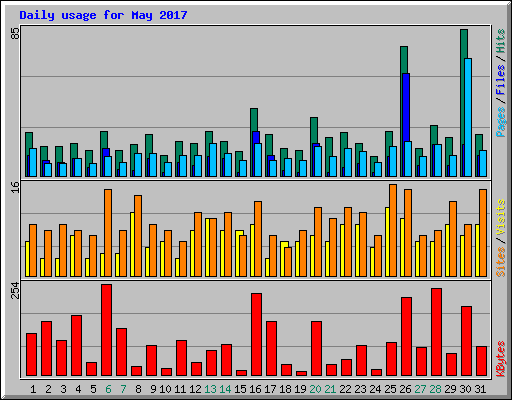 Daily usage for May 2017
85
Pages / Files / Hits
16
Sites / Visits
254
KBytes
1 2 3 4 5 6 7 8 9 10 11 12 13 14 15 16 17 18 19 20 21 22 23 24 25 26 27 28 29 30 31